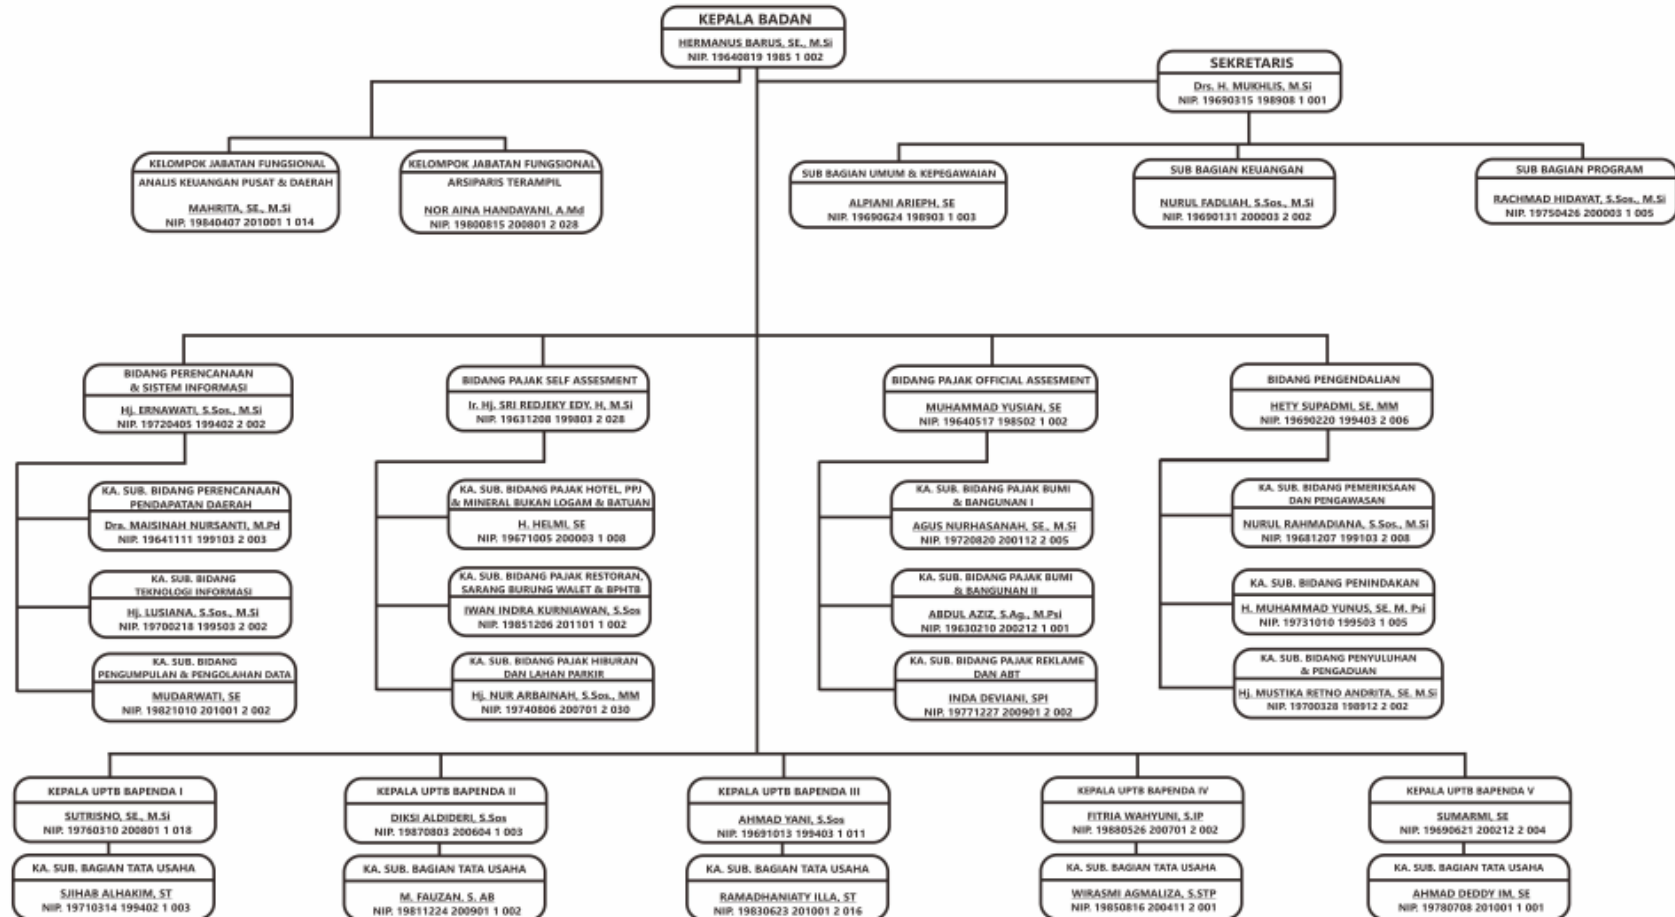 KEPALA BADAN
HERMANUS BARUS, SE., M.Si
NIP. 19640819 1985 1 002
SEKRETARIS
Drs. H. MUKHLIS, M.Si
NIP. 19690315 198908 1 001
KELOMPOK JABATAN FUNGSIONAL
ANALIS KEUANGAN PUSAT & DAERAH
MAHRITA, SE., M.Si
NIP. 19840407 201001 1 014
KELOMPOK JABATAN FUNGSIONAL
ARSIPARIS TERAMPIL
NOR AINA HANDAYANI, A.Md
NIP. 19800815 200801 2 028
SUB BAGIAN UMUM & KEPEGAWAIAN
ALPIANI ARIEPH, SE
NIP. 19690624 198903 1 003
SUB BAGIAN KEUANGAN
NURUL FADLIAH, S.Sos., M.Si
NIP. 19690131 200003 2 002
SUB BAGIAN PROGRAM
RACHMAD HIDAYAT, S.Sos., M.Si
NIP. 19750426 200003 1 005
BIDANG PERENCANAAN
& SISTEM INFORMASI
Hj. ERNAWATI, S.Sos., M.Si
NIP. 19720405 199402 2 002
BIDANG PAJAK SELF ASSESMENT
Ir. Hj. SRI REDJEKY EDY. H, M.Si
NIP. 19631208 199803 2 028
BIDANG PAJAK OFFICIAL ASSESMENT
MUHAMMAD YUSIAN, SE
NIP. 19640517 198502 1 002
BIDANG PENGENDALIAN
HETY SUPADMI, SE, MM
NIP. 19690220 199403 2 006
KA. SUB. BIDANG PERENCANAAN
PENDAPATAN DAERAH
Dra. MAISINAH NURSANTI, M.Pd
NIP. 19641111 199103 2 003
KA. SUB. BIDANG
TEKNOLOGI INFORMASI
Hj. LUSIANA, S.Sos., M.Si
NIP. 19700218 199503 2 002
KA. SUB. BIDANG
PENGUMPULAN & PENGOLAHAN DATA
MUDARWATI, SE
NIP. 19821010 201001 2 002
KA. SUB. BIDANG PAJAK HOTEL, PPJ
& MINERAL BUKAN LOGAM & BATUAN
H. HELMI, SE
NIP. 19671005 200003 1 008
KA. SUB. BIDANG PAJAK RESTORAN,
SARANG BURUNG WALET & BPHTB
IWAN INDRA KURNIAWAN, S.Sos
NIP. 19851206 201101 1 002
KA. SUB. BIDANG PAJAK HIBURAN
DAN LAHAN PARKIR
Hj. NUR ARBAINAH, S.Sos., MM
NIP. 19740806 200701 2 030
KA. SUB. BIDANG PAJAK BUMI
& BANGUNAN I
AGUS NURHASANAH, SE., M.Si
NIP. 19720820 200112 2 005
KA. SUB. BIDANG PAJAK BUMI
& BANGUNAN II
ABDUL AZIZ, S.Ag., M.Psi
NIP. 19630210 200212 1 001
KA. SUB. BIDANG PAJAK REKLAME
DAN ABT
INDA DEVIANI, SPI
NIP. 19771227 200901 2 002
KA. SUB. BIDANG PEMERIKSAAN
DAN PENGAWASAN
NURUL RAHMADIANA, S.Sos., M.Si
NIP. 19681207 199103 2 008
KA. SUB. BIDANG PENINDAKAN
H. MUHAMMAD YUNUS, SE. M. Psi
NIP. 19731010 199503 1 005
KA. SUB. BIDANG PENYULUHAN
& PENGADUAN
Hj. MUSTIKA RETNO ANDRITA, SE. M.Si
NIP. 19700328 198912 2 002
KEPALA UPTB BAPENDA I
SUTRISNO, SE., M.Si
NIP. 19760310 200801 1 018
KEPALA UPTB BAPENDA II
DIKSI ALDIDERI, S.Sos
NIP. 19870803 200604 1 003
KEPALA UPTB BAPENDA III
AHMAD YANI, S.Sos
NIP. 19691013 199403 1 011
KEPALA UPTB BAPENDA IV
FITRIA WAHYUNI, S.IP
NIP. 19880526 200701 2 002
KEPALA UPTB BAPENDA V
SUMARMI, SE
NIP. 19690621 200212 2 004
KA. SUB. BAGIAN TATA USAHA
SJIHAB ALHAKIM, ST
NIP. 19710314 199402 1 003
KA. SUB. BAGIAN TATA USAHA
M. FAUZAN, S. AB
NIP. 19811224 200901 1 002
KA. SUB. BAGIAN TATA USAHA
RAMADHANIATY ILLA, ST
NIP. 19830623 201001 2 016
KA. SUB. BAGIAN TATA USAHA
WIRASMI AGMALIZA, S.STP
NIP. 19850816 200411 2 001
KA. SUB. BAGIAN TATA USAHA
AHMAD DEDDY IM, SE
NIP. 19780708 201001 1 001